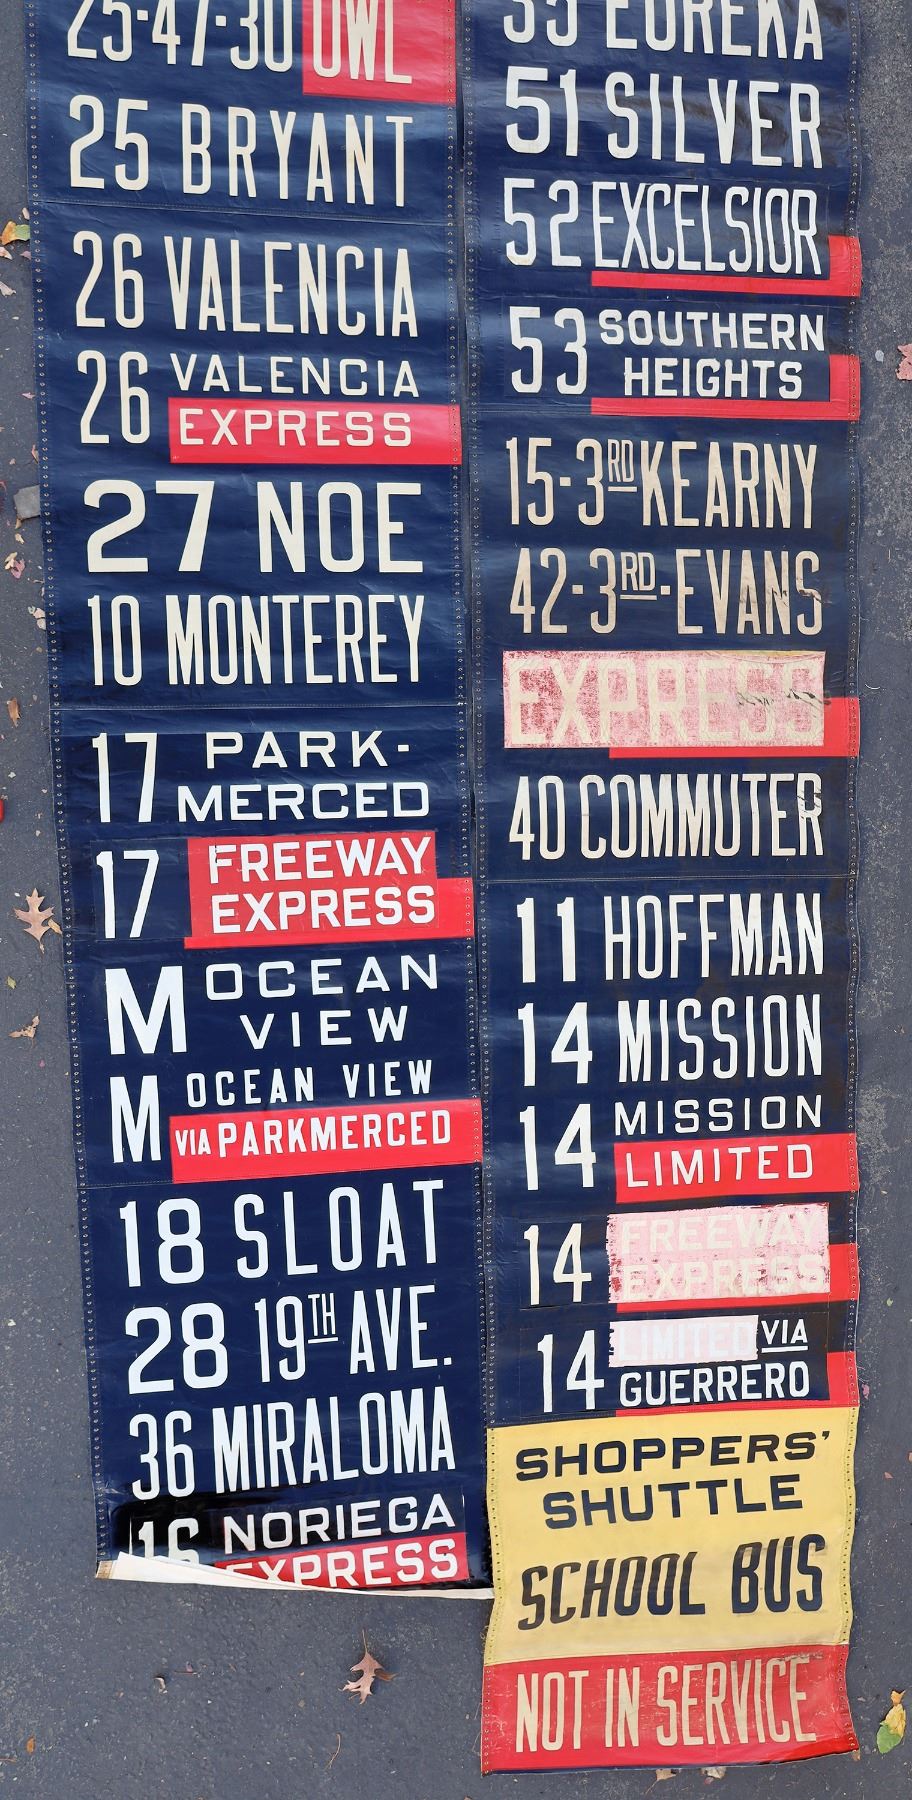 25-47-30 OWL
25 BRYANT
26 VALENCIA
26 VALENCIA
EXPRESS
27 NOE
10 MONTEREY
17 PARK-
MERCED
17 FREEWAY
EXPRESS
M OCEAN
VIEW
M OCEAN VIEW
VIA PARKMERCED
18 SLOAT
28 19TH AVE.
36 MIRALOMA
16 NORIEGA
EXPRESS
35 EUREKA
51 SILVER
52 EXCELSIOR
53 SOUTHERN
HEIGHTS
15-3RD KEARNY
42-3RD-EVANS
EXPRESS
40 COMMUTER
11 HOFFMAN
14 MISSION
14 MISSION
LIMITED
14 FREEWAY
EXPRESS
14 LIMITED VIA
GUERRERO
SHOPPERS'
SHUTTLE
SCHOOL BUS
NOT IN SERVICE